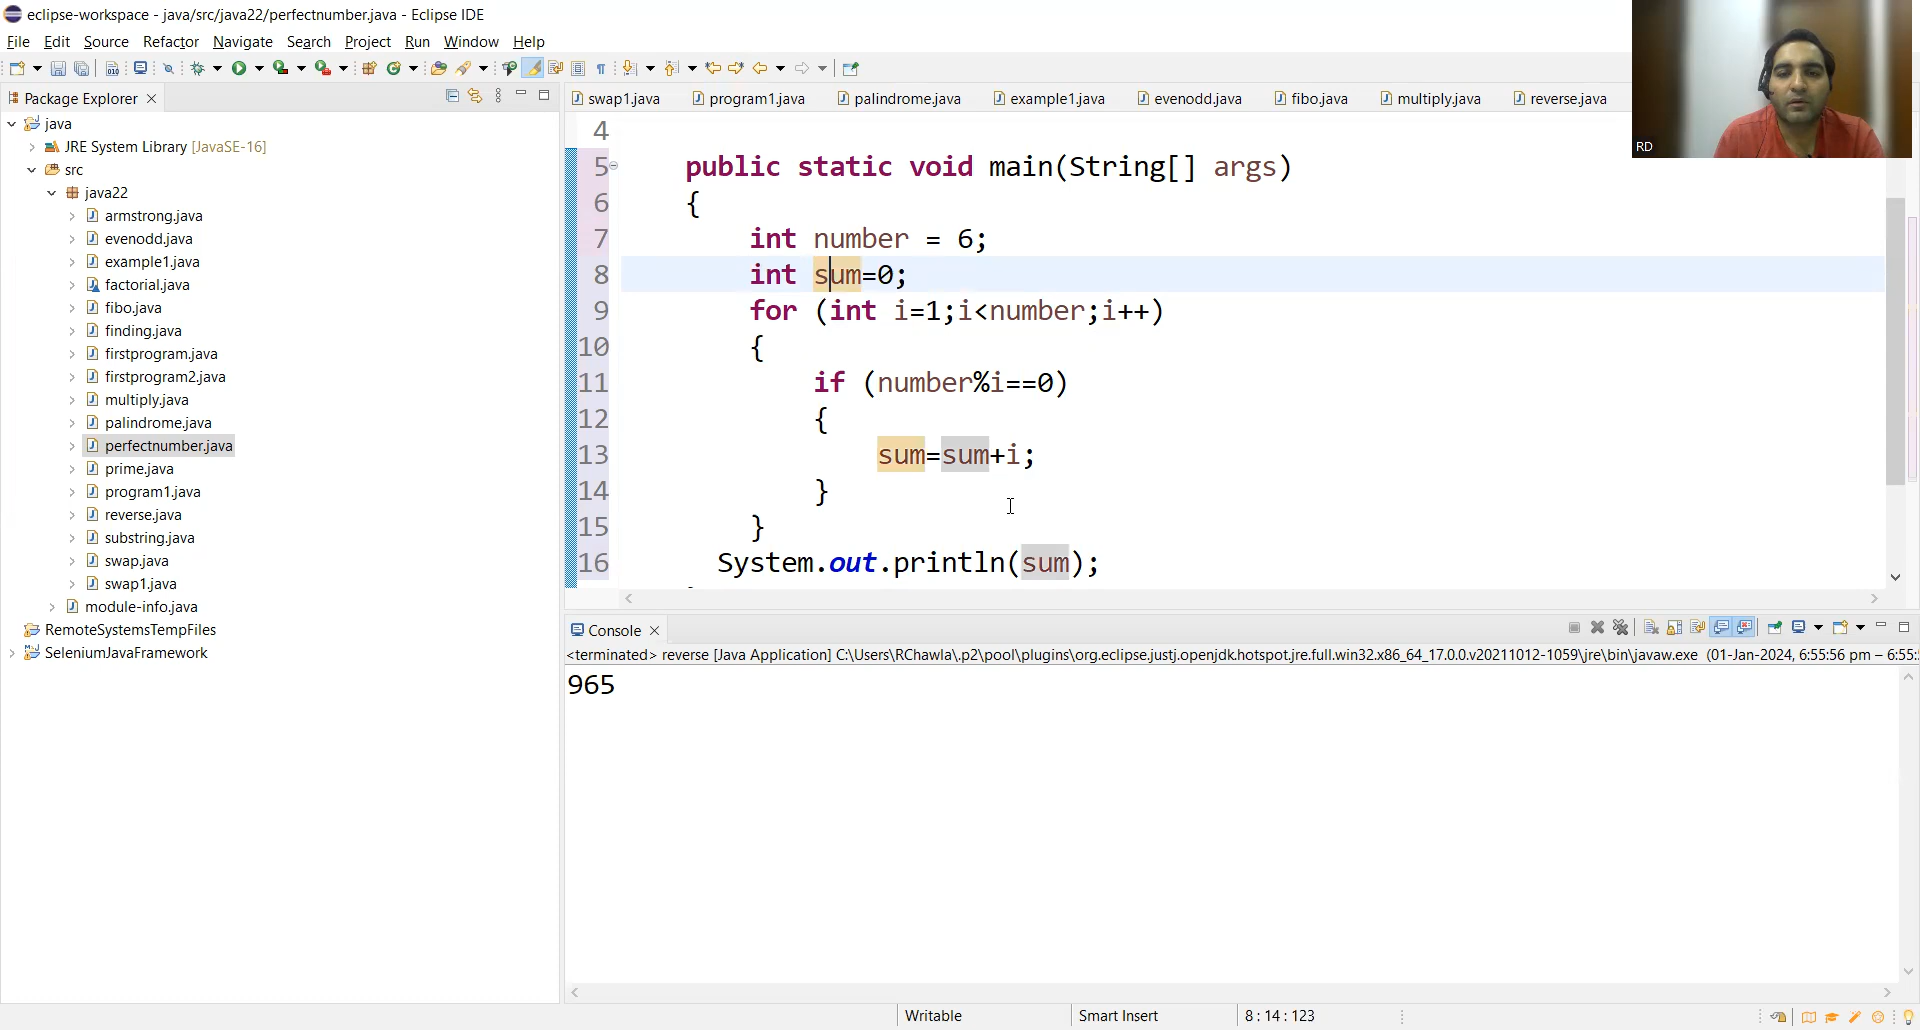 eclipse-workspace - java/src/java22/perfectnumber.java - Eclipse IDE
File Edit Source Refactor Navigate Search Project Run Window Help
Package Explorer
java
JRE System Library [JavaSE-16]
src
java22
armstrong.java
evenodd.java
example1.java
factorial.java
fibo.java
finding.java
firstprogram.java
firstprogram2.java
multiply.java
palindrome.java
perfectnumber.java
prime.java
program1.java
reverse.java
substring.java
swap.java
swap1.java
module-info.java
RemoteSystemsTempFiles
SeleniumJavaFramework
swap1.java program1.java palindrome.java example1.java evenodd.java fibo.java multiply.java reverse.java
4
5 public static void main(String[] args)
6 {
7 int number = 6;
8 int sum=0;
9 for (int i=1;i<number;i++)
10 {
11 if (number%i==0)
12 {
13 sum=sum+i;
14 }
15 }
16 System.out.println(sum);
RD
Console
<terminated> reverse [Java Application] C:\Users\RChawla\.p2\pool\plugins\org.eclipse.justj.openjdk.hotspot.jre.full.win32.x86_64_17.0.0.v20211012-1059\jre\bin\javaw.exe (01-Jan-2024, 6:55:56 pm – 6:55:
965
Writable Smart Insert 8 : 14 : 123